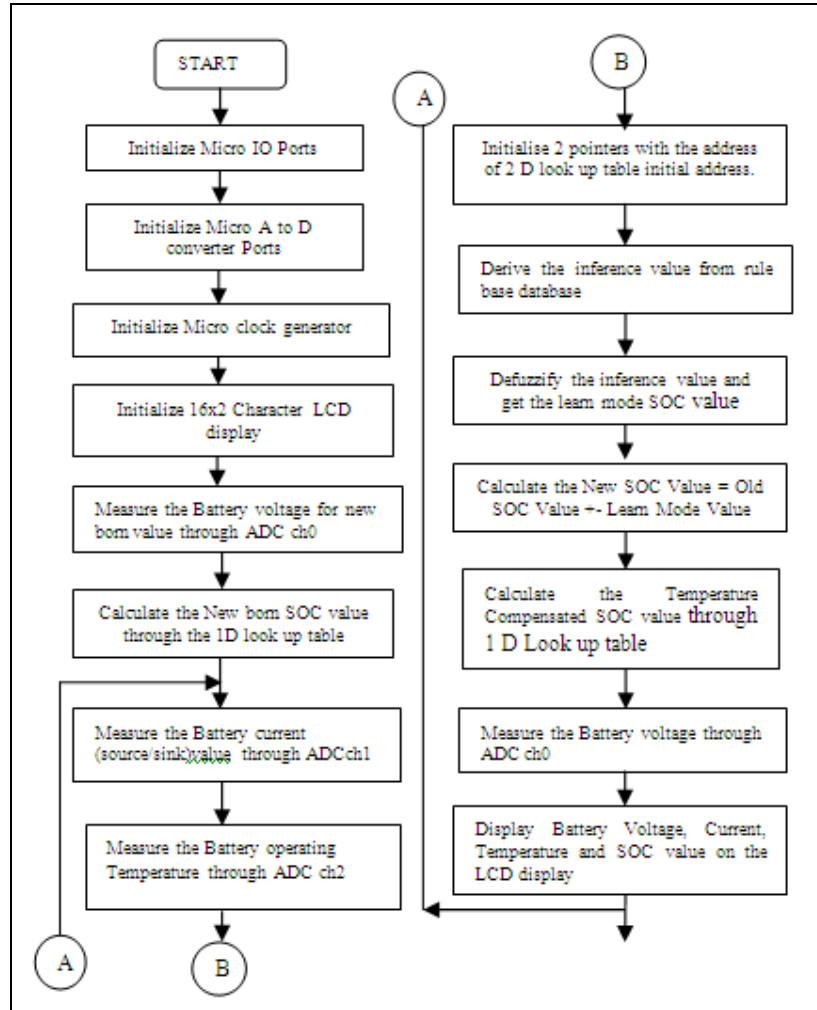 START
Initialize Micro IO Ports
Initialize Micro A to D
converter Ports
Initialize Micro clock generator
Initialize 16x2 Character LCD
display
Measure the Battery voltage for new
born value through ADC ch0
Calculate the New born SOC value
through the 1D look up table
Measure the Battery current
(source/sink)value through ADCch1
Measure the Battery operating
Temperature through ADC ch2
A
B
A
B
Initialise 2 pointers with the address
of 2 D look up table initial address.
Derive the inference value from rule
base database
Defuzzify the inference value and
get the learn mode SOC value
Calculate the New SOC Value = Old
SOC Value +- Learn Mode Value
Calculate the Temperature
Compensated SOC value through
1 D Look up table
Measure the Battery voltage through
ADC ch0
Display Battery Voltage, Current,
Temperature and SOC value on the
LCD display